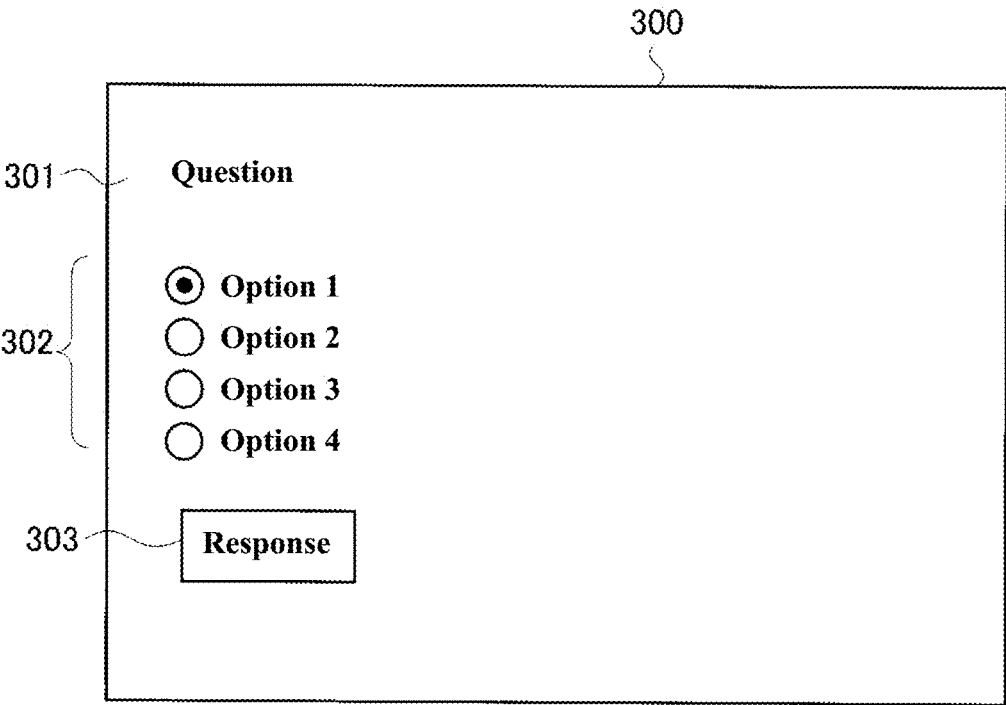 300
301
Question
Option 1
Option 2
302
Option 3
Option 4
303
Response